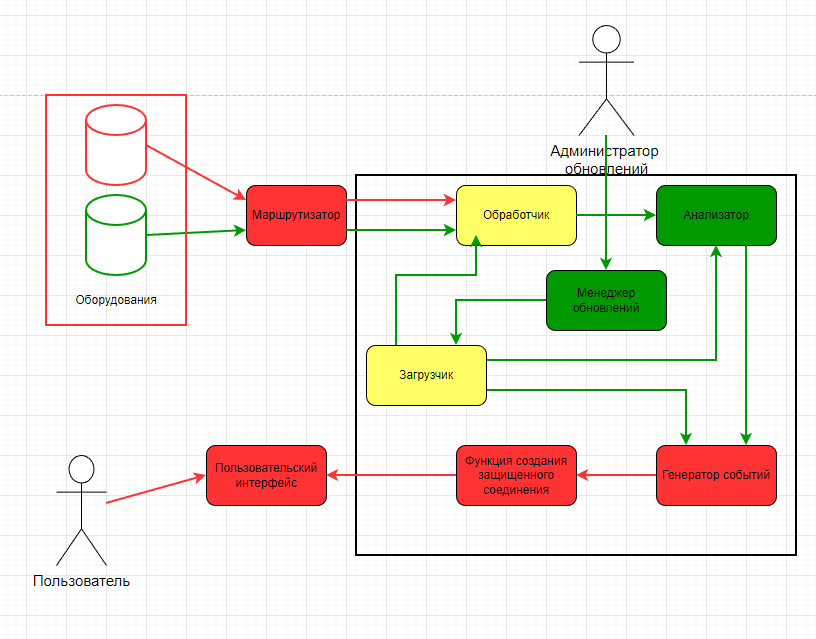 Администратор
обновлений
Маршрутизатор
Обработчик
Анализатор
Оборудования
Менеджер
обновлений
Загрузчик
Пользовательский
интерфейс
Функция создания
защищенного
соединения
Генератор событий
Пользователь